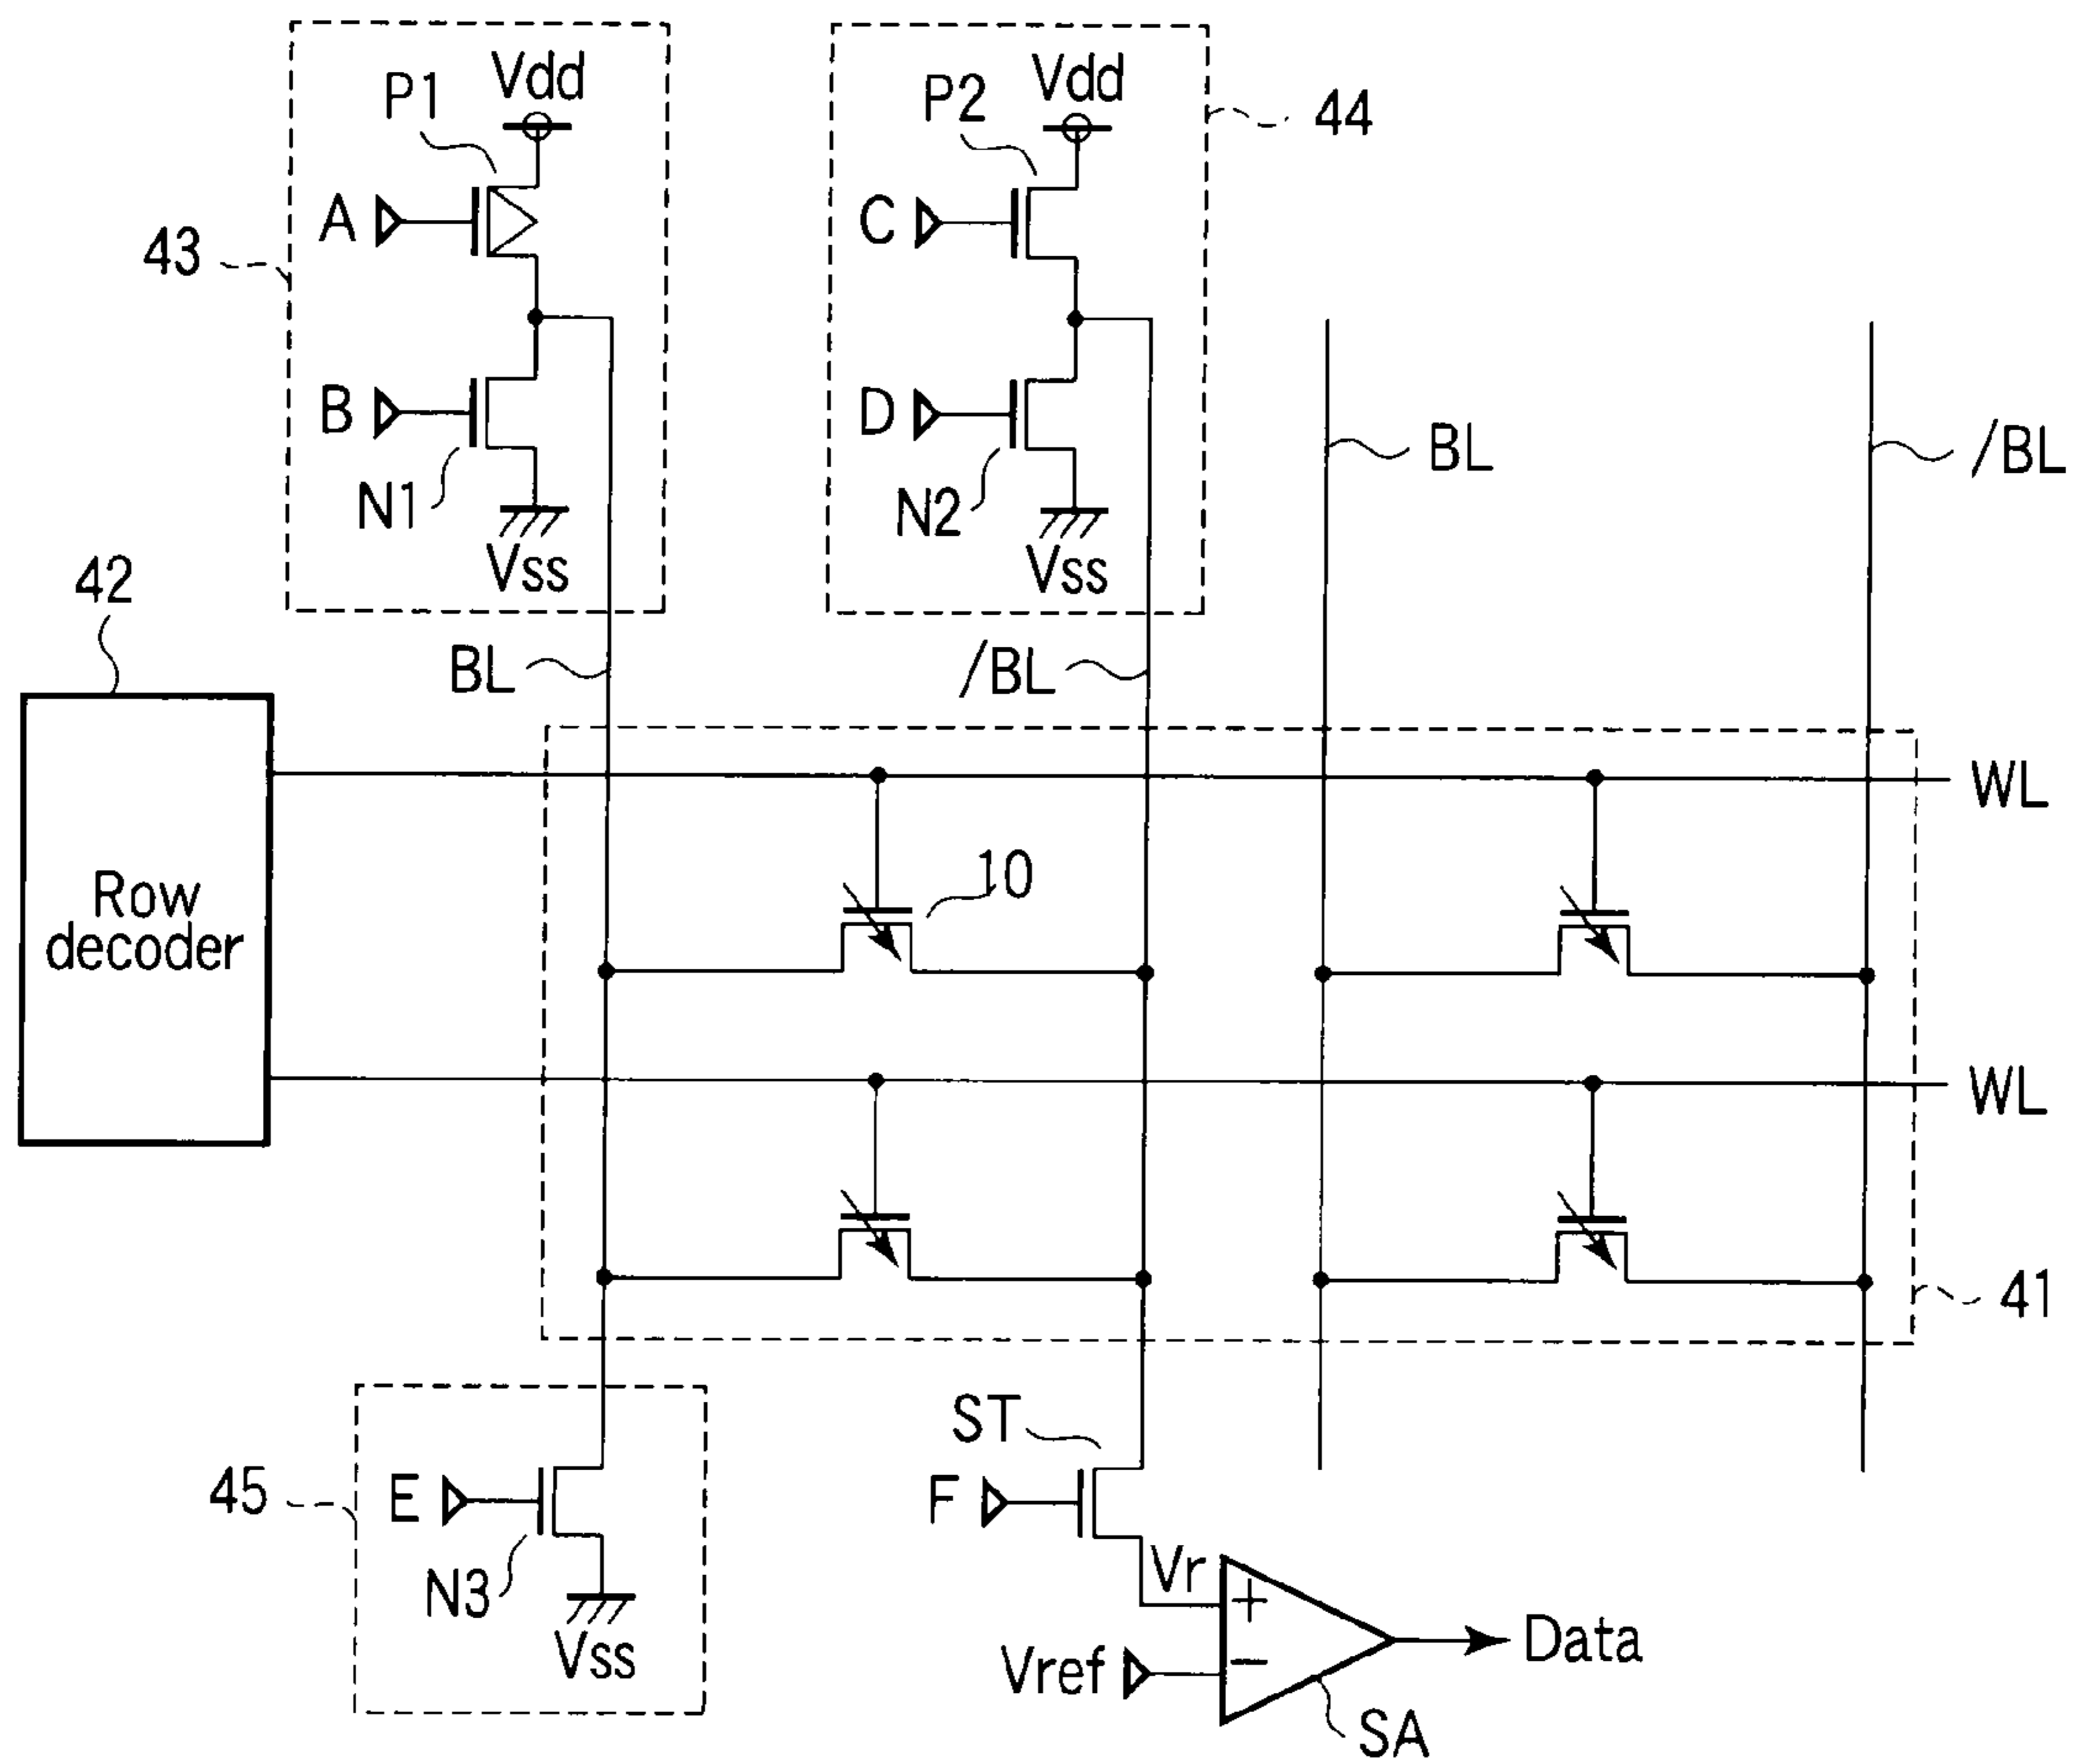 Vdd
Vdd
P1
P2
44
A
C
43
B
D
BL
/BL
N1
N2
Vss
Vss
42
BL
/BL
WL
10
Row
decoder
WL
41
ST
45
E
F
Vr
N3
+
Data
Vss
Vref
−
SA